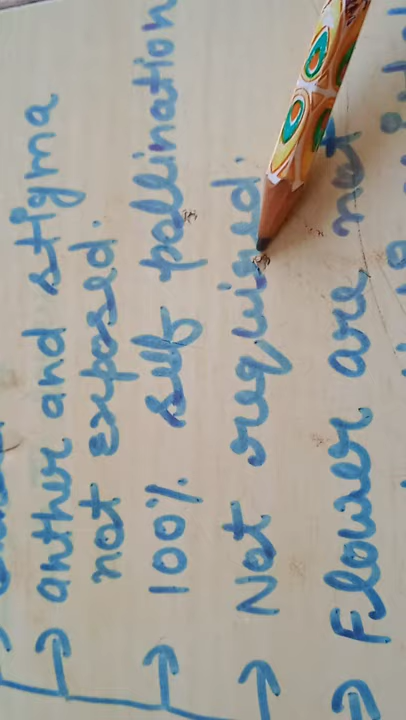 → anther and stigma
not exposed.
→ 100% self pollination
→ Not required.
⇒ Flower are not